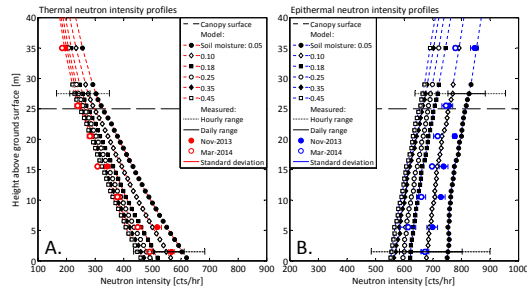 Thermal neutron intensity profiles
Epithermal neutron intensity profiles
Height above ground surface [m]
40
35
30
25
20
15
10
5
0
Canopy surface
Model:
Soil moisture: 0.05
0.10
0.18
0.25
0.35
0.45
Measured:
Hourly range
Daily range
Nov-2013
Mar-2014
Standard deviation
A.
100 200 300 400 500 600 700 800 900
Neutron intensity [cts/hr]
40
35
30
25
20
15
10
5
0
Canopy surface
Model:
Soil moisture: 0.05
0.10
0.18
0.25
0.35
0.45
Measured:
Hourly range
Daily range
Nov-2013
Mar-2014
Standard deviation
B.
200 300 400 500 600 700 800 900 1000
Neutron intensity [cts/hr]